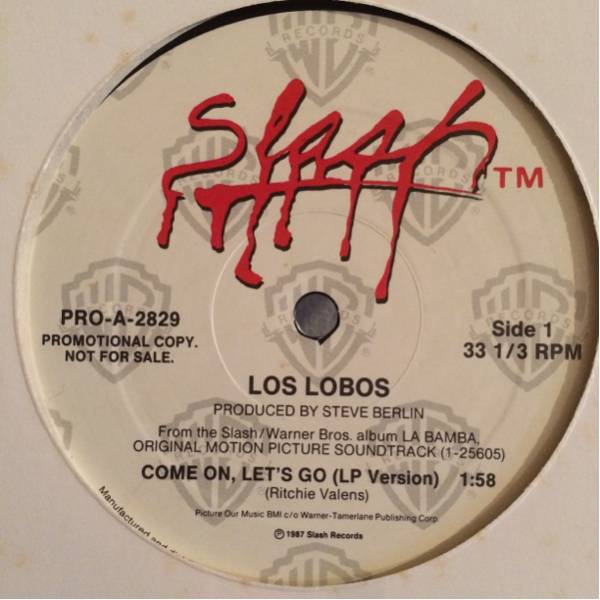 Slash TM
PRO-A-2829
PROMOTIONAL COPY.
NOT FOR SALE.
Side 1
33 1/3 RPM
LOS LOBOS
PRODUCED BY STEVE BERLIN
From the Slash/Warner Bros. album LA BAMBA,
ORIGINAL MOTION PICTURE SOUNDTRACK (1-25605)
COME ON, LET'S GO (LP Version) 1:58
(Ritchie Valens)
Picture Our Music BMI c/o Warner-Tamerlane Publishing Corp.
℗ 1987 Slash Records
Manufactured and